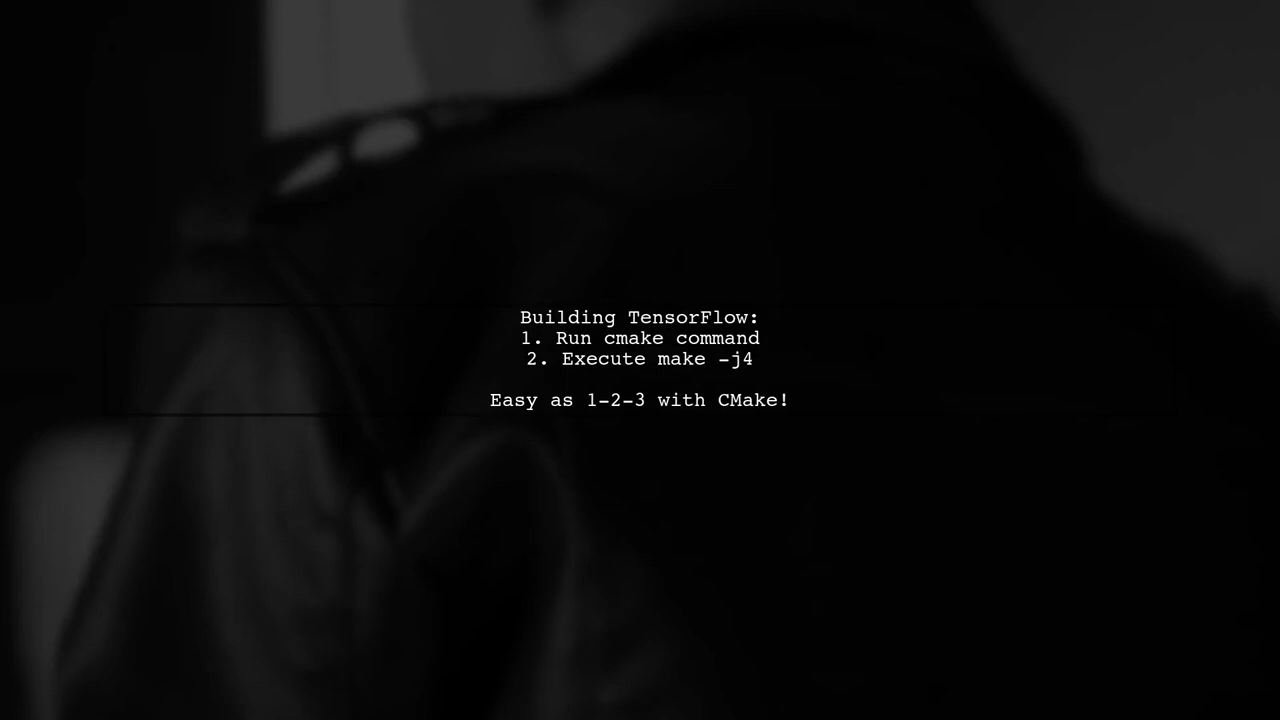 Building TensorFlow:
1. Run cmake command
2. Execute make -j4
Easy as 1-2-3 with CMake!